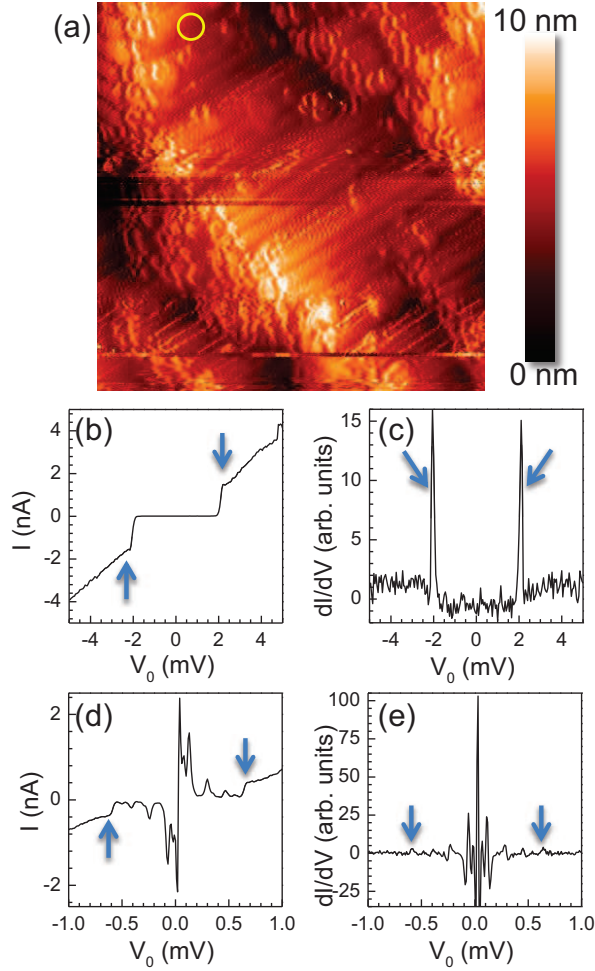 (a)
10 nm
0 nm
(b)
4
2
0
-2
-4
I (nA)
-4 -2 0 2 4
V0 (mV)
(c)
15
10
5
0
dI/dV (arb. units)
-4 -2 0 2 4
V0 (mV)
(d)
2
0
-2
I (nA)
-1.0 -0.5 0.0 0.5 1.0
V0 (mV)
(e)
100
75
50
25
0
-25
dI/dV (arb. units)
-1.0 -0.5 0.0 0.5 1.0
V0 (mV)